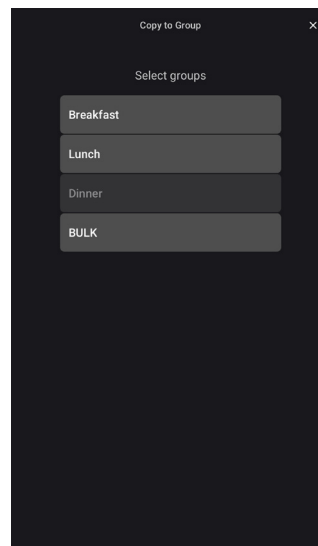 Copy to Group
Select groups
Breakfast
Lunch
Dinner
BULK